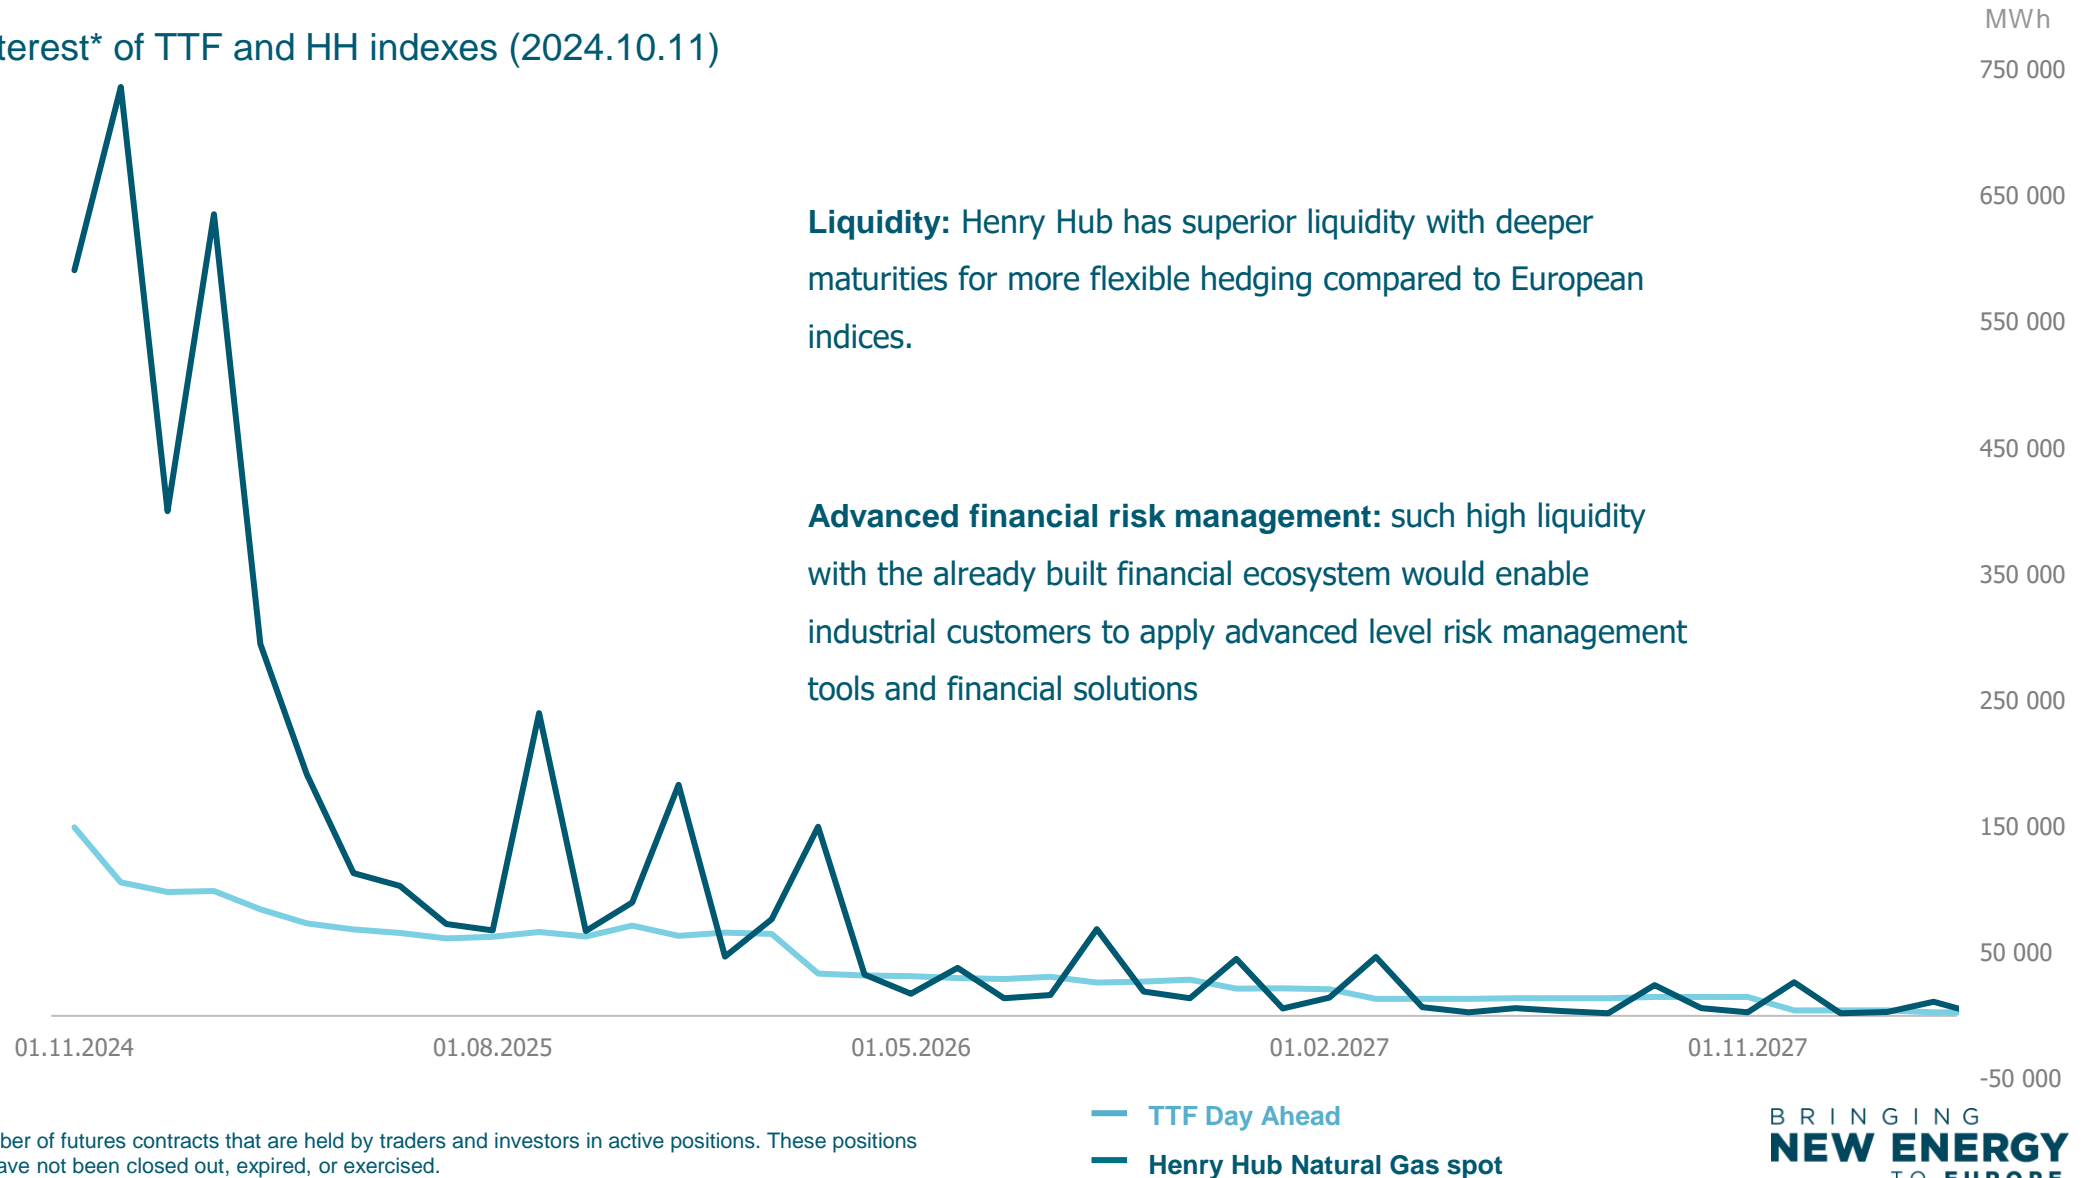 MWh
terest* of TTF and HH indexes (2024.10.11)
750 000
650 000
Liquidity: Henry Hub has superior liquidity with deeper
maturities for more flexible hedging compared to European
indices.
550 000
450 000
Advanced financial risk management: such high liquidity
with the already built financial ecosystem would enable
industrial customers to apply advanced level risk management
tools and financial solutions
350 000
250 000
150 000
50 000
01.11.2024
01.08.2025
01.05.2026
01.02.2027
01.11.2027
-50 000
TTF Day Ahead
Henry Hub Natural Gas spot
ber of futures contracts that are held by traders and investors in active positions. These positions
ave not been closed out, expired, or exercised.
BRINGING
NEW ENERGY
TO EUROPE